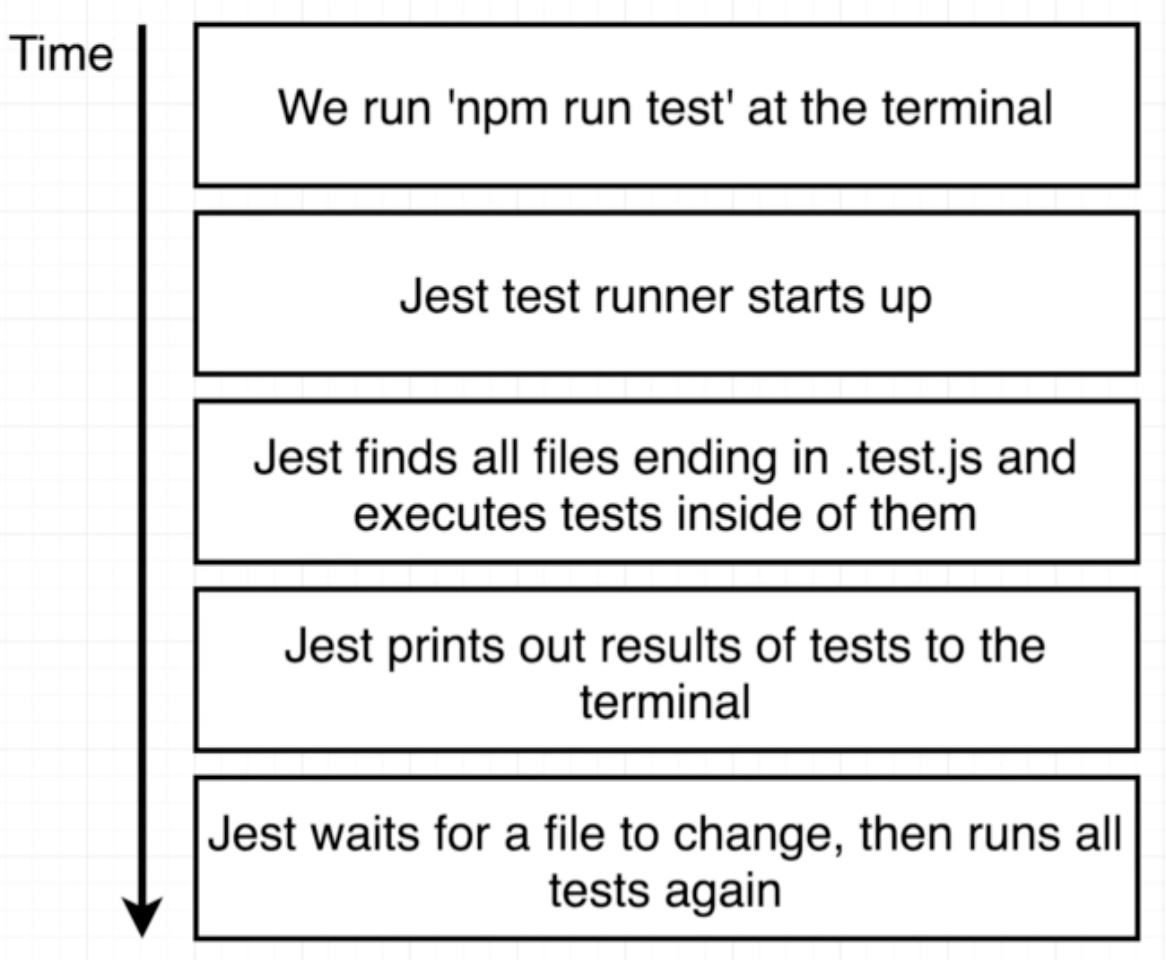 Time
We run 'npm run test' at the terminal
Jest test runner starts up
Jest finds all files ending in .test.js and
executes tests inside of them
Jest prints out results of tests to the
terminal
Jest waits for a file to change, then runs all
tests again